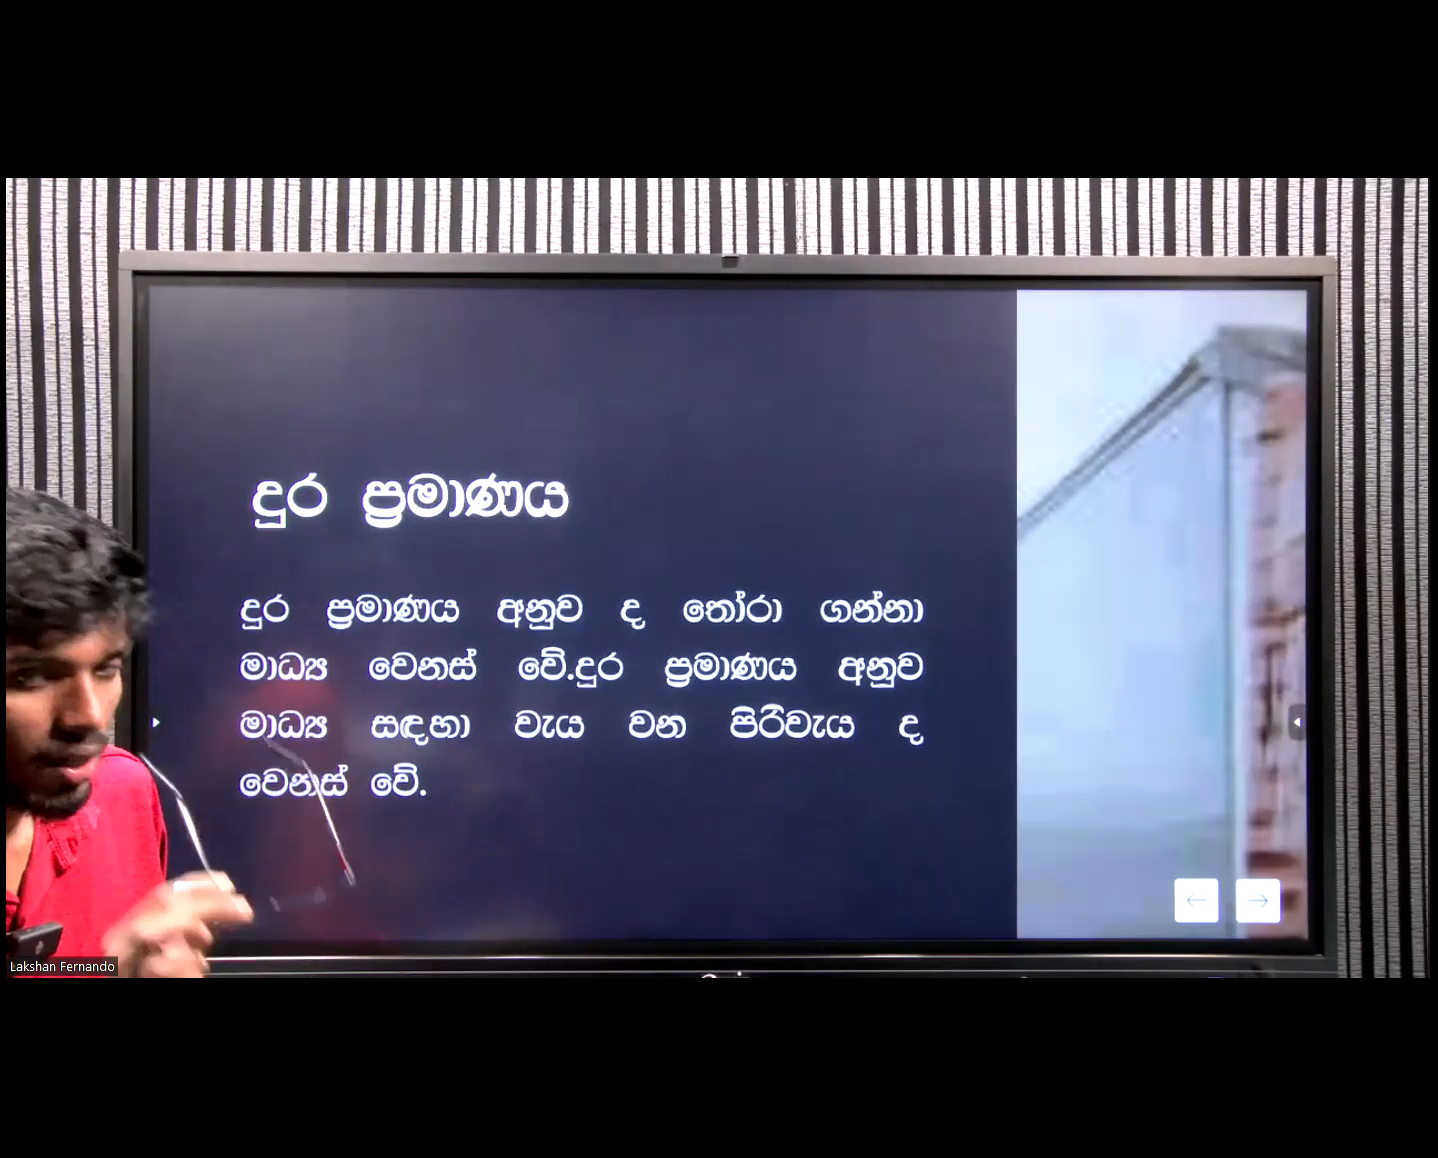 දුර ප්‍රමාණය
දුර ප්‍රමාණය අනුව ද තෝරා ගන්නා
මාධ්‍ය වෙනස් වේ.දුර ප්‍රමාණය අනුව
මාධ්‍ය සඳහා වැය වන පිරිවැය ද
වෙනස් වේ.
Lakshan Fernando